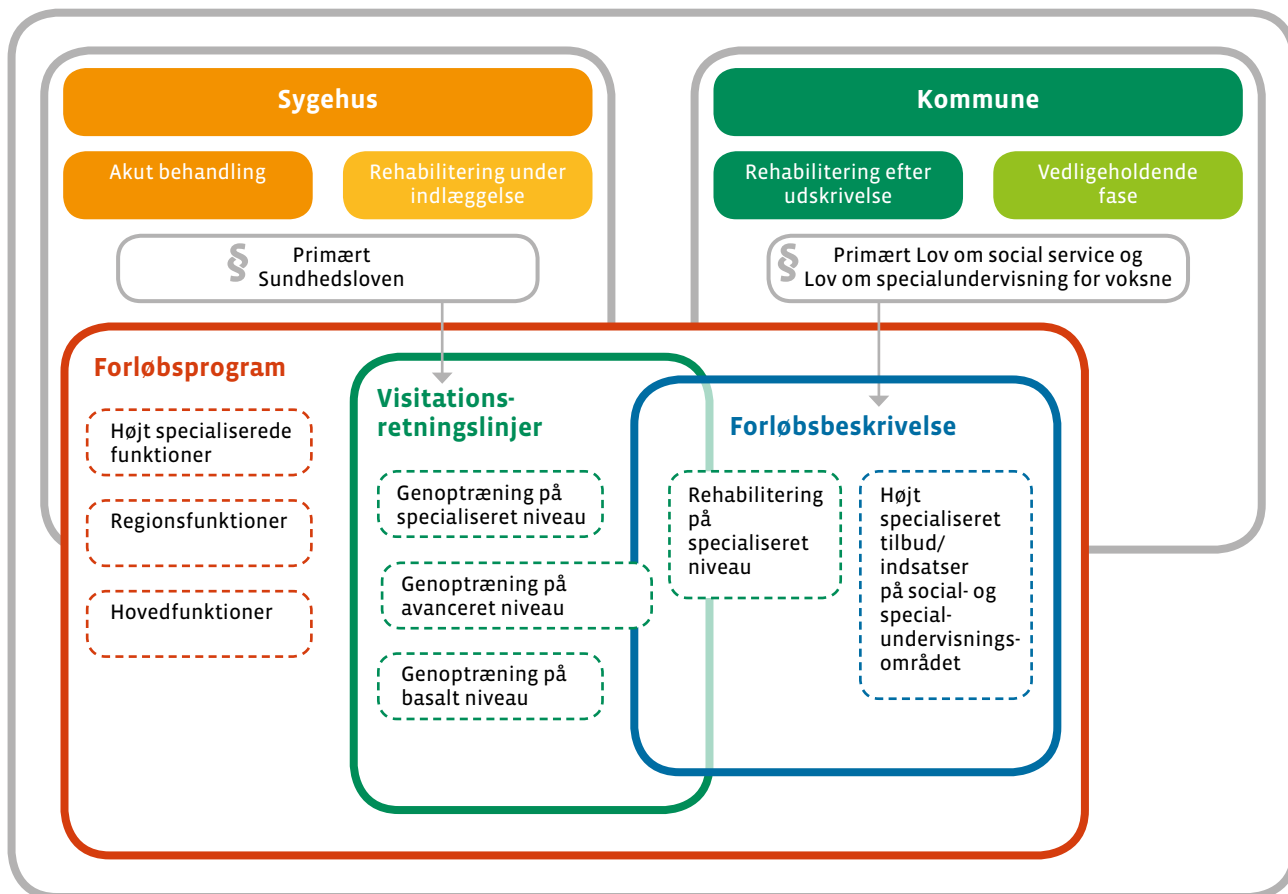 Sygehus
Kommune
Akut behandling
Rehabilitering under
indlæggelse
Rehabilitering efter
udskrivelse
Vedligeholdende
fase
§ Primært
Sundhedsloven
§ Primært Lov om social service og
Lov om specialundervisning for voksne
Forløbsprogram
Højt specialiserede
funktioner
Regionsfunktioner
Hovedfunktioner
Visitations-
retningslinjer
Genoptræning på
specialiseret niveau
Genoptræning på
avanceret niveau
Genoptræning på
basalt niveau
Forløbsbeskrivelse
Rehabilitering
på
specialiseret
niveau
Højt
specialiseret
tilbud/
indsatser
på social- og
special-
undervisnings-
området